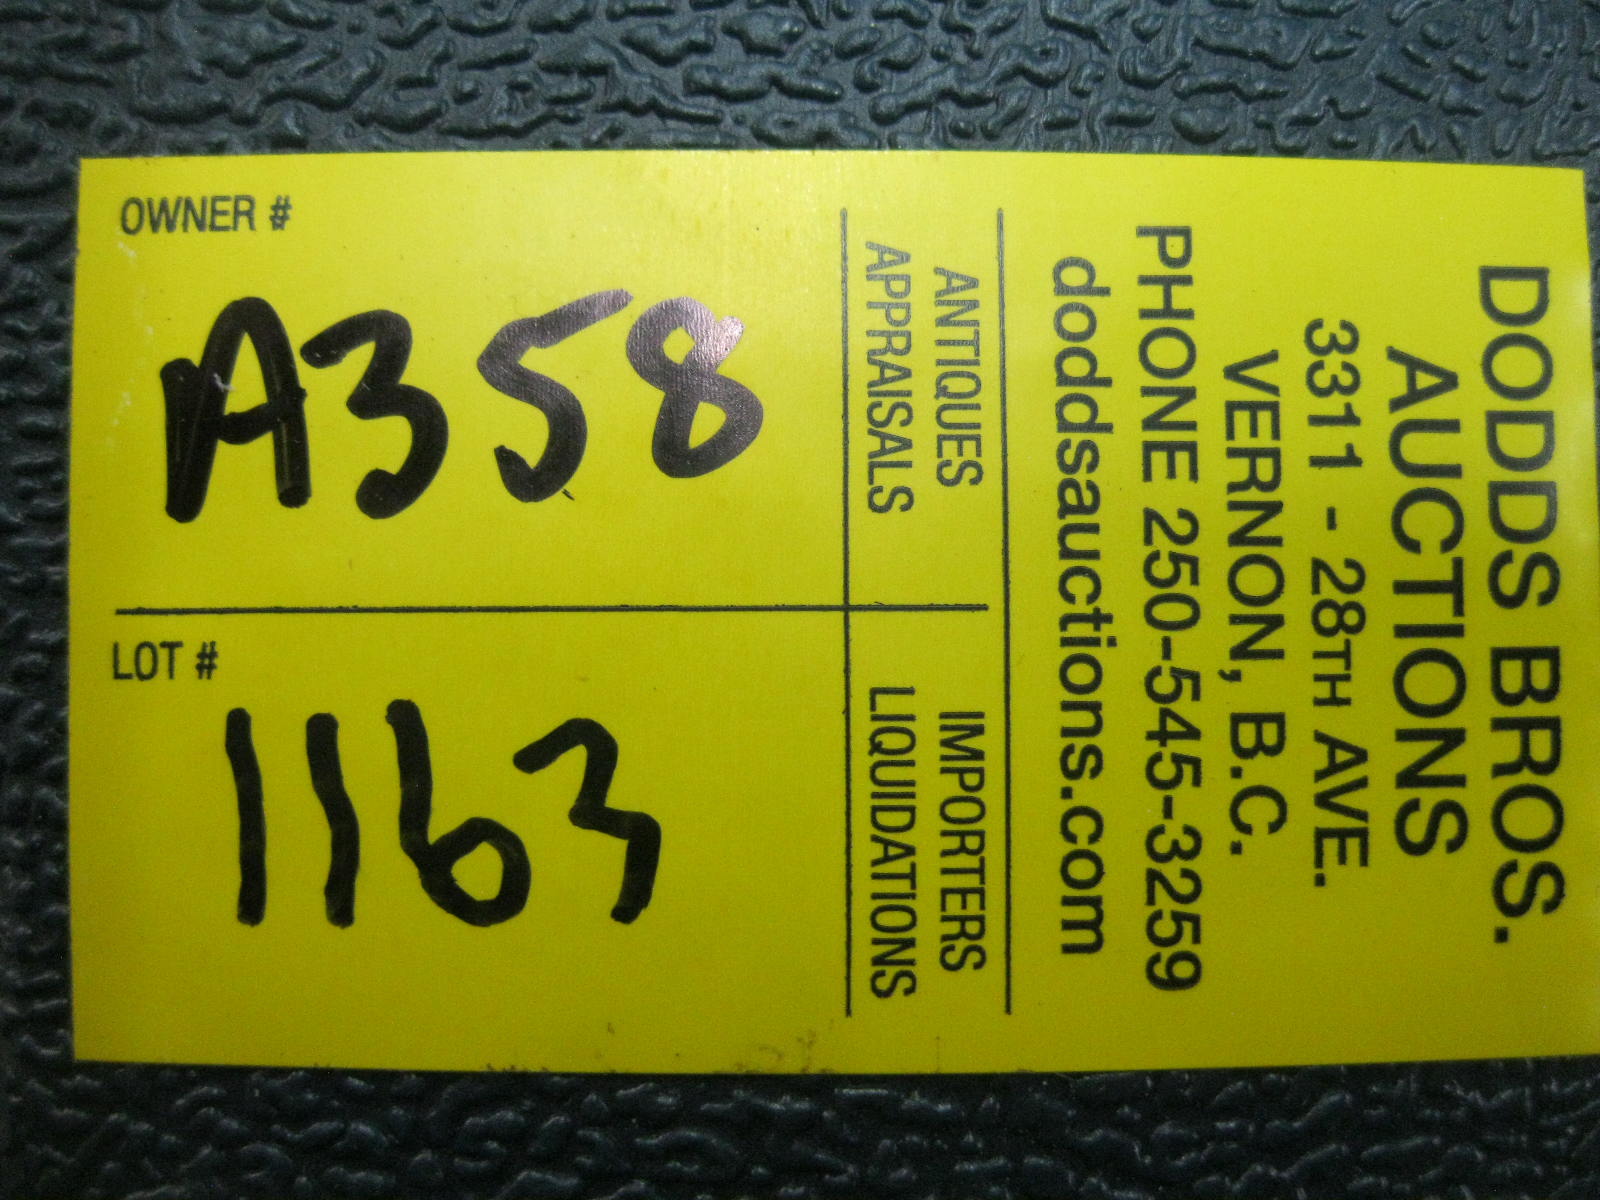 DODDS BROS.
AUCTIONS
3311 - 28TH AVE.
VERNON, B.C.
PHONE 250-545-3259
doddsauctions.com
ANTIQUES
APPRAISALS
IMPORTERS
LIQUIDATIONS
OWNER #
A358
LOT #
1163